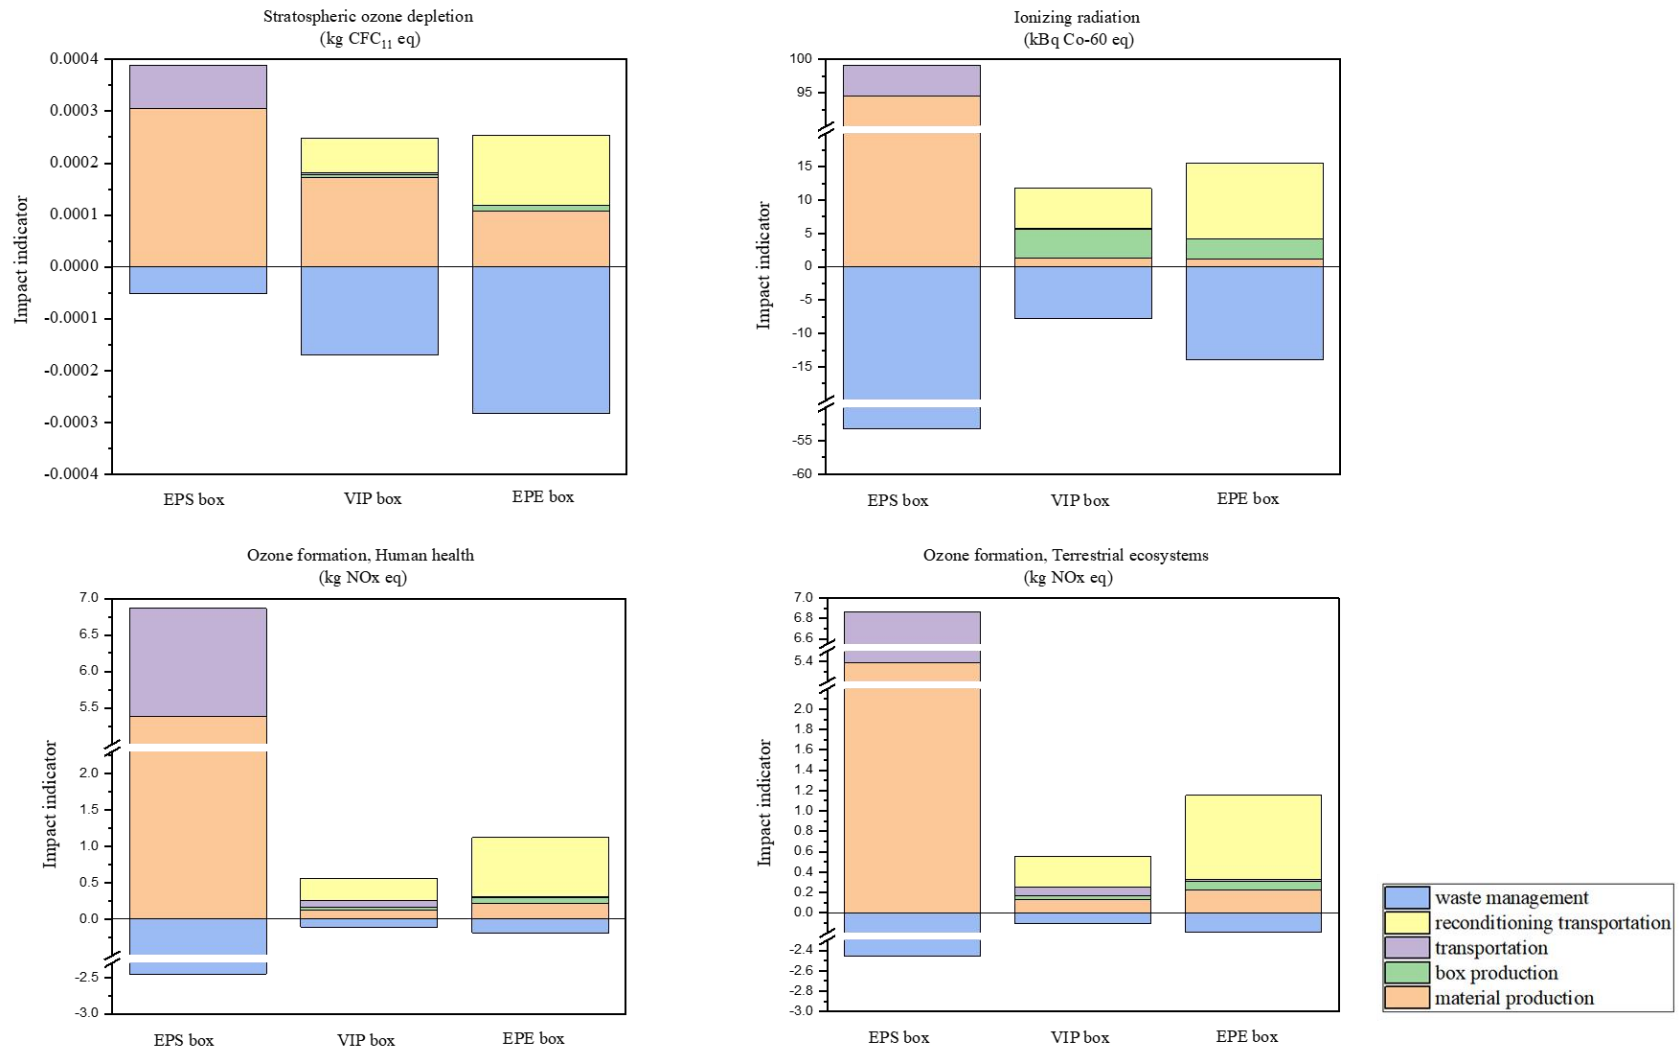 Stratospheric ozone depletion
(kg CFC11 eq)
Impact indicator
0.0004
0.0003
0.0002
0.0001
0.0000
-0.0001
-0.0002
-0.0003
-0.0004
EPS box
VIP box
EPE box
Ionizing radiation
(kBq Co-60 eq)
Impact indicator
100
95
15
10
5
0
-5
-10
-15
-55
-60
EPS box
VIP box
EPE box
Ozone formation, Human health
(kg NOx eq)
Impact indicator
7.0
6.5
6.0
5.5
2.0
1.5
1.0
0.5
0.0
-2.5
-3.0
EPS box
VIP box
EPE box
Ozone formation, Terrestrial ecosystems
(kg NOx eq)
Impact indicator
7.0
6.8
6.6
5.4
2.0
1.8
1.6
1.4
1.2
1.0
0.8
0.6
0.4
0.2
0.0
-2.4
-2.6
-2.8
-3.0
EPS box
VIP box
EPE box
waste management
reconditioning transportation
transportation
box production
material production